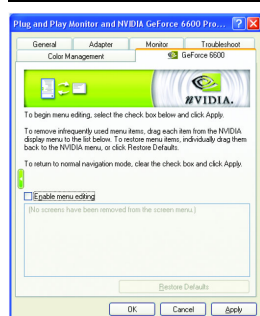 Plug and Play Monitor and NVIDIA GeForce 6600 Pro...
General
Adapter
Monitor
Troubleshoot
Color Management
GeForce 6600
NVIDIA.
To begin menu editing, select the check box below and click Apply.
To remove infrequently used menu items, drag each item from the NVIDIA
display menu to the list below. To restore menu items, individually drag them
back to the NVIDIA menu, or click Restore Defaults.
To return to normal navigation mode, clear the check box and click Apply.
Enable menu editing
(No screens have been removed from the screen menu.)
Restore Defaults
OK
Cancel
Apply